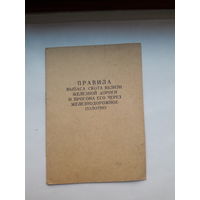 ПРАВИЛА
ВЫПАСА СКОТА ВБЛИЗИ
ЖЕЛЕЗНОЙ ДОРОГИ
И ПРОГОНА ЕГО ЧЕРЕЗ
ЖЕЛЕЗНОДОРОЖНОЕ
ПОЛОТНО